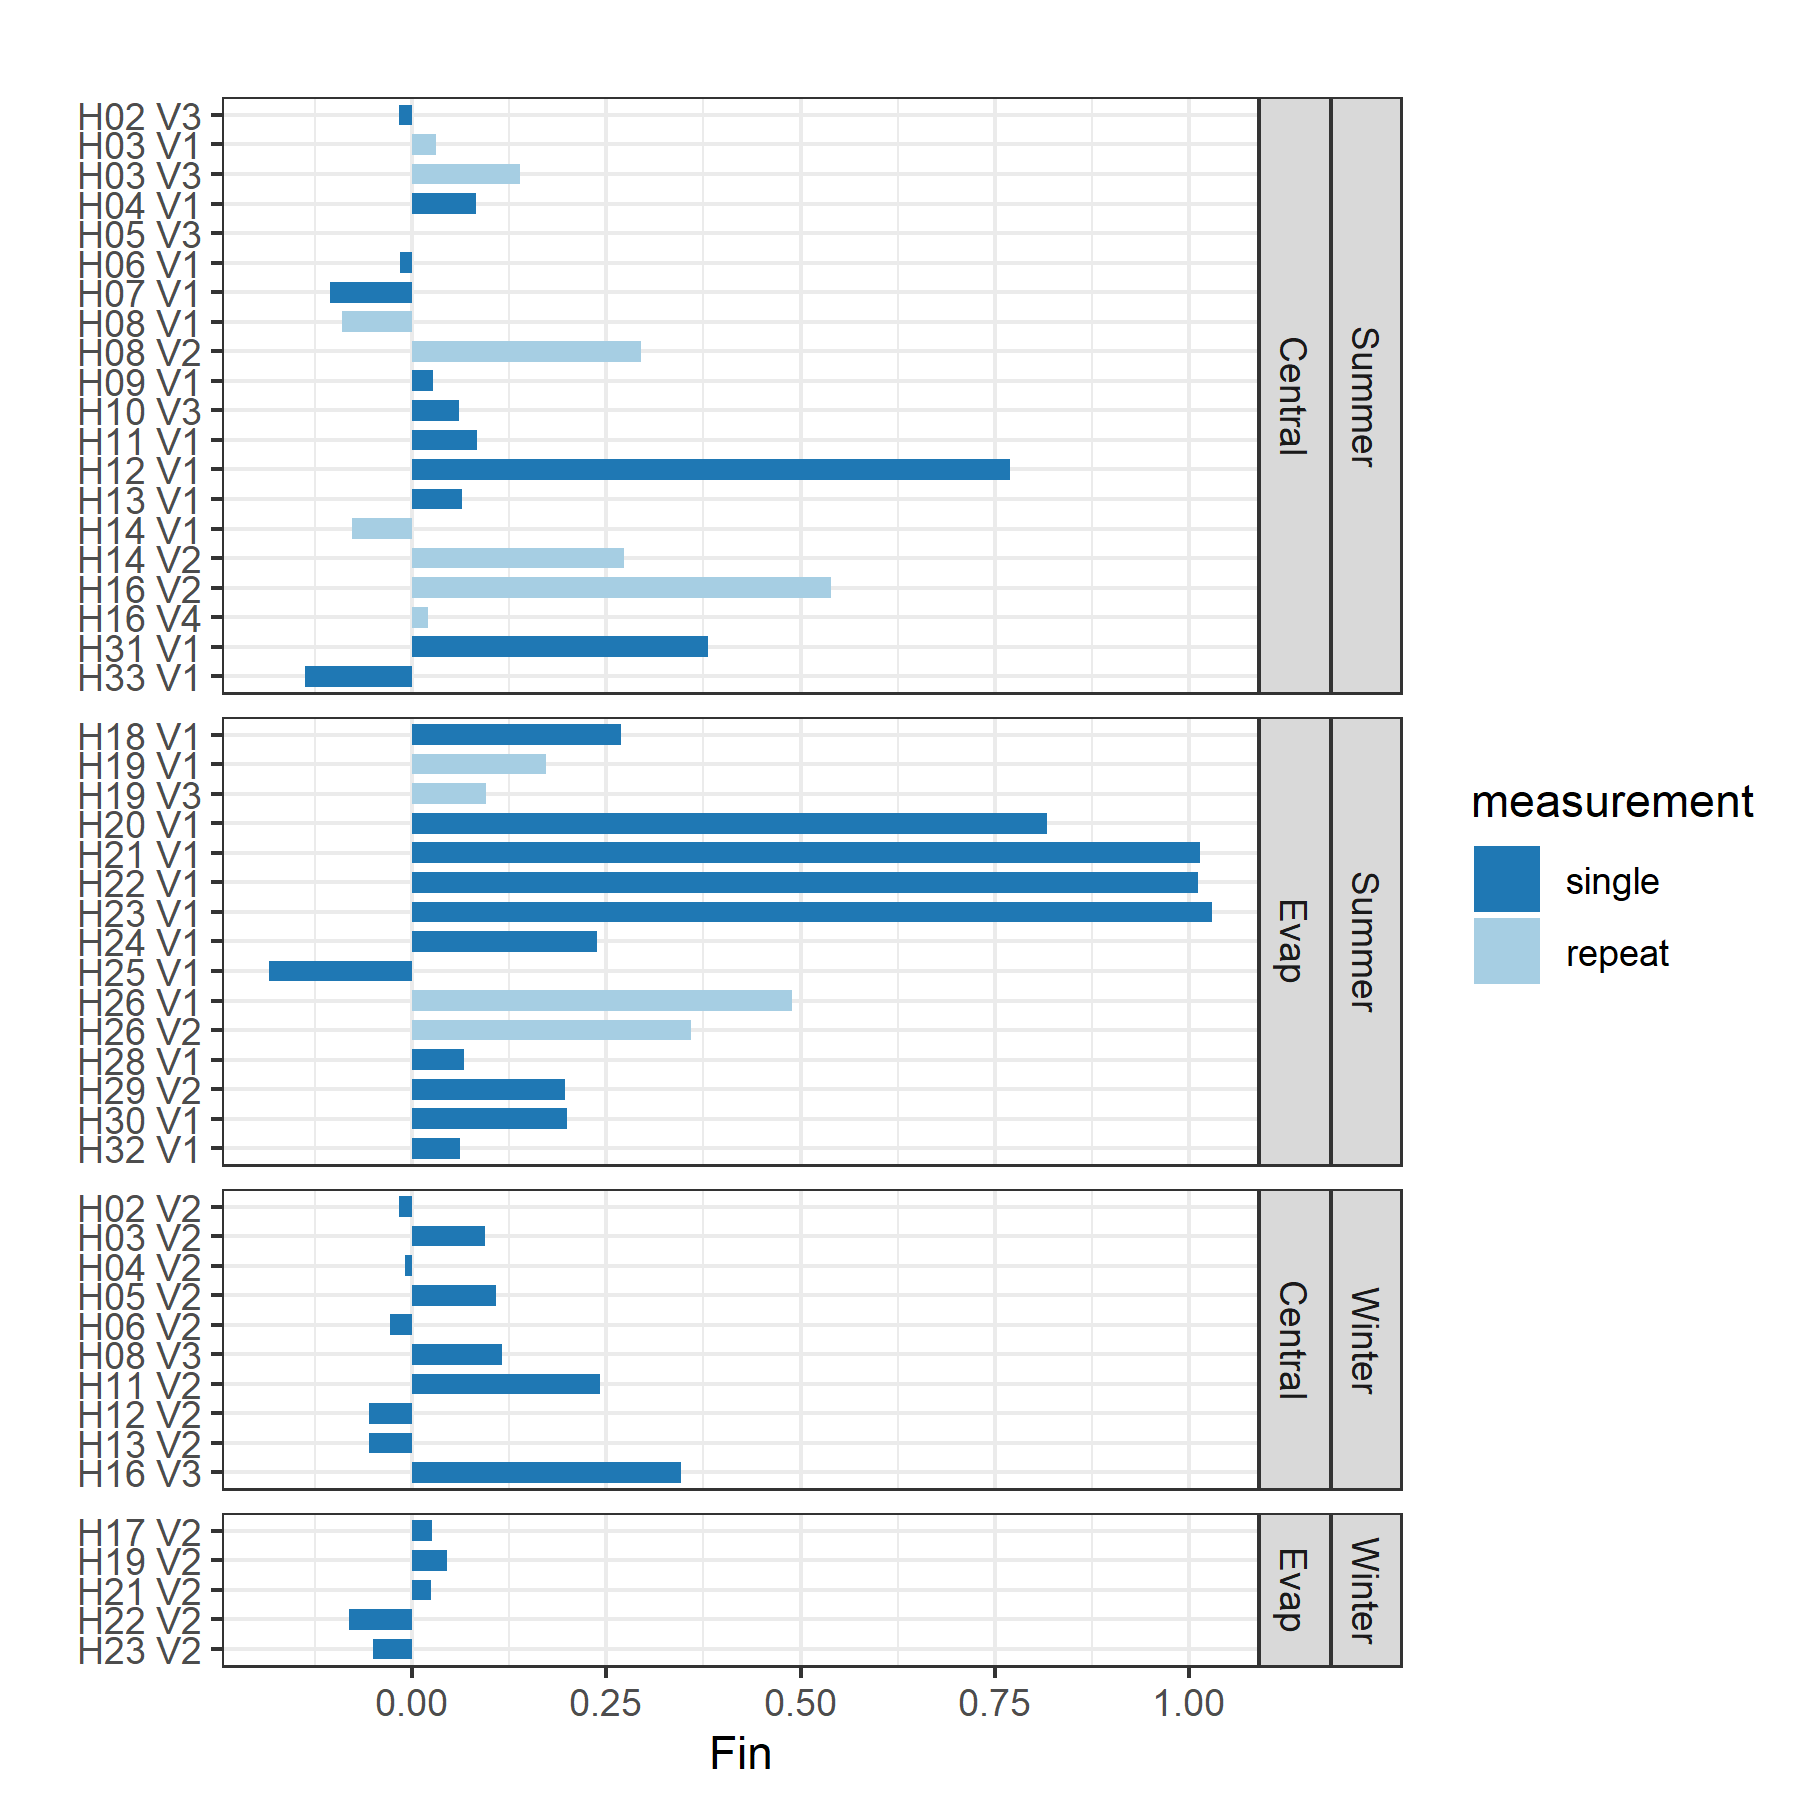 H02 V3
H03 V1
H03 V3
H04 V1
H05 V3
H06 V1
H07 V1
H08 V1
H08 V2
H09 V1
H10 V3
H11 V1
H12 V1
H13 V1
H14 V1
H14 V2
H16 V2
H16 V4
H31 V1
H33 V1
Central
Summer
H18 V1
H19 V1
H19 V3
H20 V1
H21 V1
H22 V1
H23 V1
H24 V1
H25 V1
H26 V1
H26 V2
H28 V1
H29 V2
H30 V1
H32 V1
Evap
Summer
H02 V2
H03 V2
H04 V2
H05 V2
H06 V2
H08 V3
H11 V2
H12 V2
H13 V2
H16 V3
Central
Winter
H17 V2
H19 V2
H21 V2
H22 V2
H23 V2
Evap
Winter
0.00 0.25 0.50 0.75 1.00
Fin
measurement
single
repeat